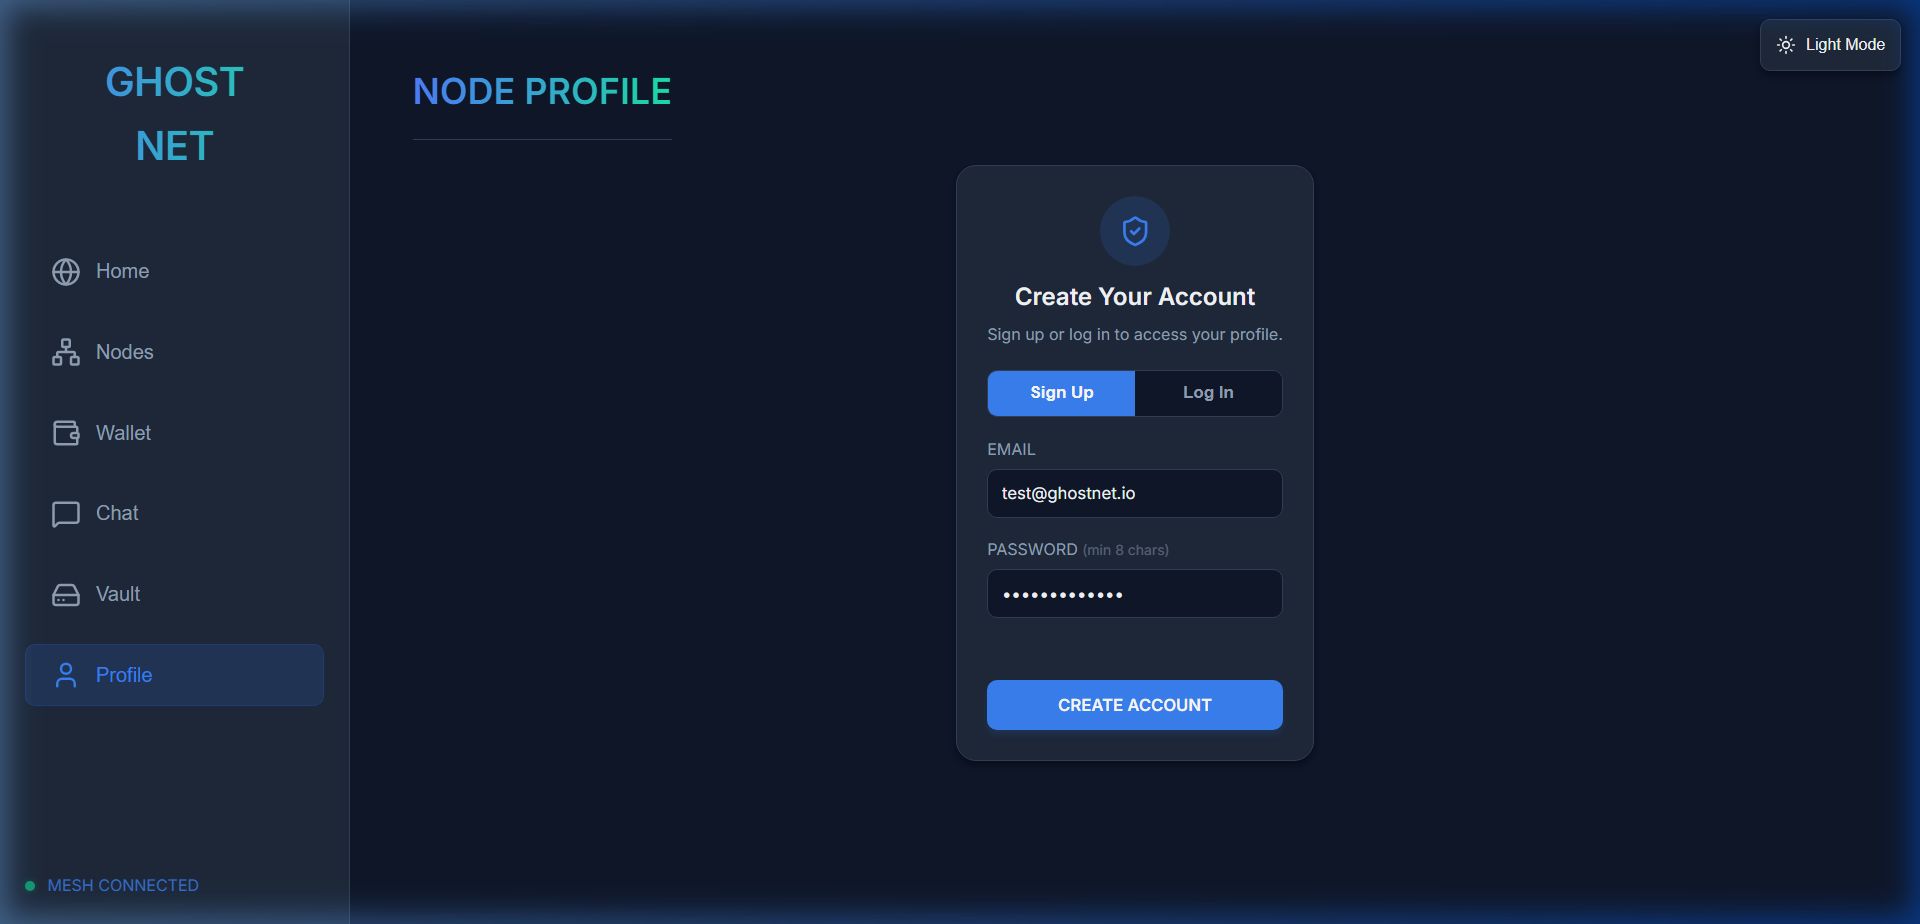 GHOST
NET
Home
Nodes
Wallet
Chat
Vault
Profile
MESH CONNECTED
Light Mode
NODE PROFILE
Create Your Account
Sign up or log in to access your profile.
Sign Up
Log In
EMAIL
test@ghostnet.io
PASSWORD (min 8 chars)
•••••••••••••
CREATE ACCOUNT